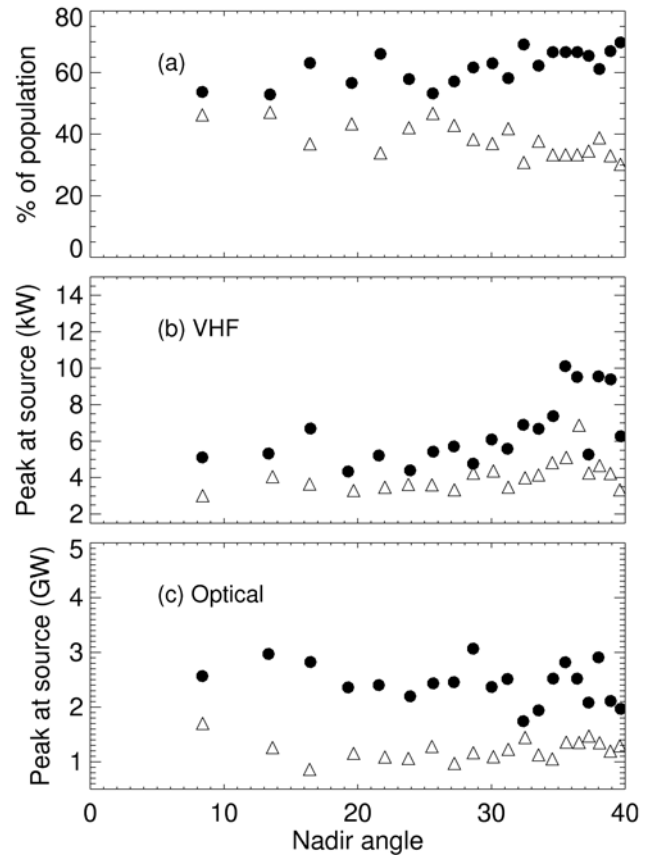 80
60
40
20
0
% of population
(a)
14
12
10
8
6
4
2
Peak at source (kW)
(b) VHF
5
4
3
2
1
Peak at source (GW)
(c) Optical
0 10 20 30 40
Nadir angle